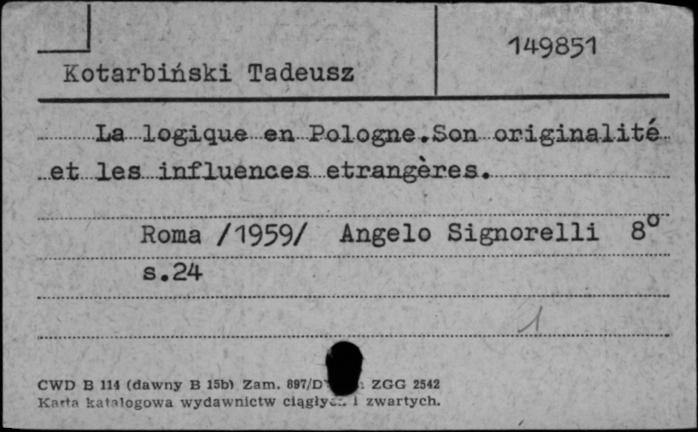 149851
Kotarbiński Tadeusz
La logique en Pologne.Son originalité
et les influences etrangères.
Roma /1959/ Angelo Signorelli 8°
s.24
1
CWD B 114 (dawny B 15b) Zam. 897/D ZGG 2542
Karta katalogowa wydawnictw i zwartych.